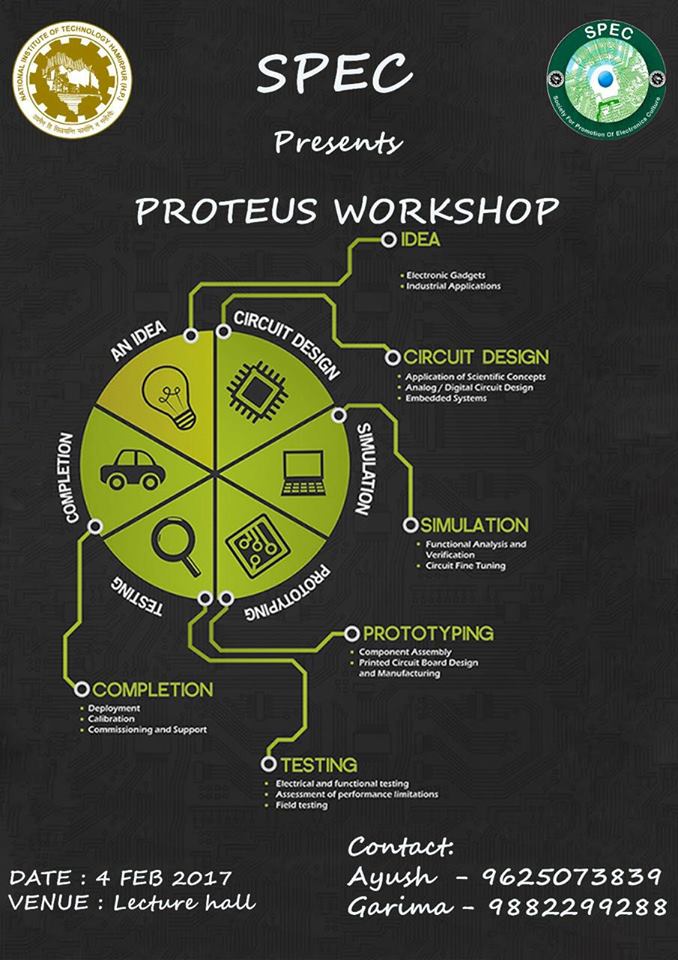 NATIONAL INSTITUTE OF TECHNOLOGY HAMIRPUR (H.P.)
SPEC
Society For Promotion Of Electronics Culture
SPEC
Presents
PROTEUS WORKSHOP
IDEA
• Electronic Gadgets
• Industrial Applications
AN IDEA
CIRCUIT DESIGN
SIMULATION
PROTOTYPING
TESTING
COMPLETION
CIRCUIT DESIGN
• Application of Scientific Concepts
• Analog / Digital Circuit Design
• Embedded Systems
SIMULATION
• Functional Analysis and
Verification
• Circuit Fine Tuning
PROTOTYPING
• Component Assembly
• Printed Circuit Board Design
and Manufacturing
COMPLETION
• Deployment
• Calibration
• Commissioning and Support
TESTING
• Electrical and functional testing
• Assessment of performance limitations
• Field testing
DATE : 4 FEB 2017
VENUE : Lecture hall
Contact:
Ayush - 9625073839
Garima - 9882299288